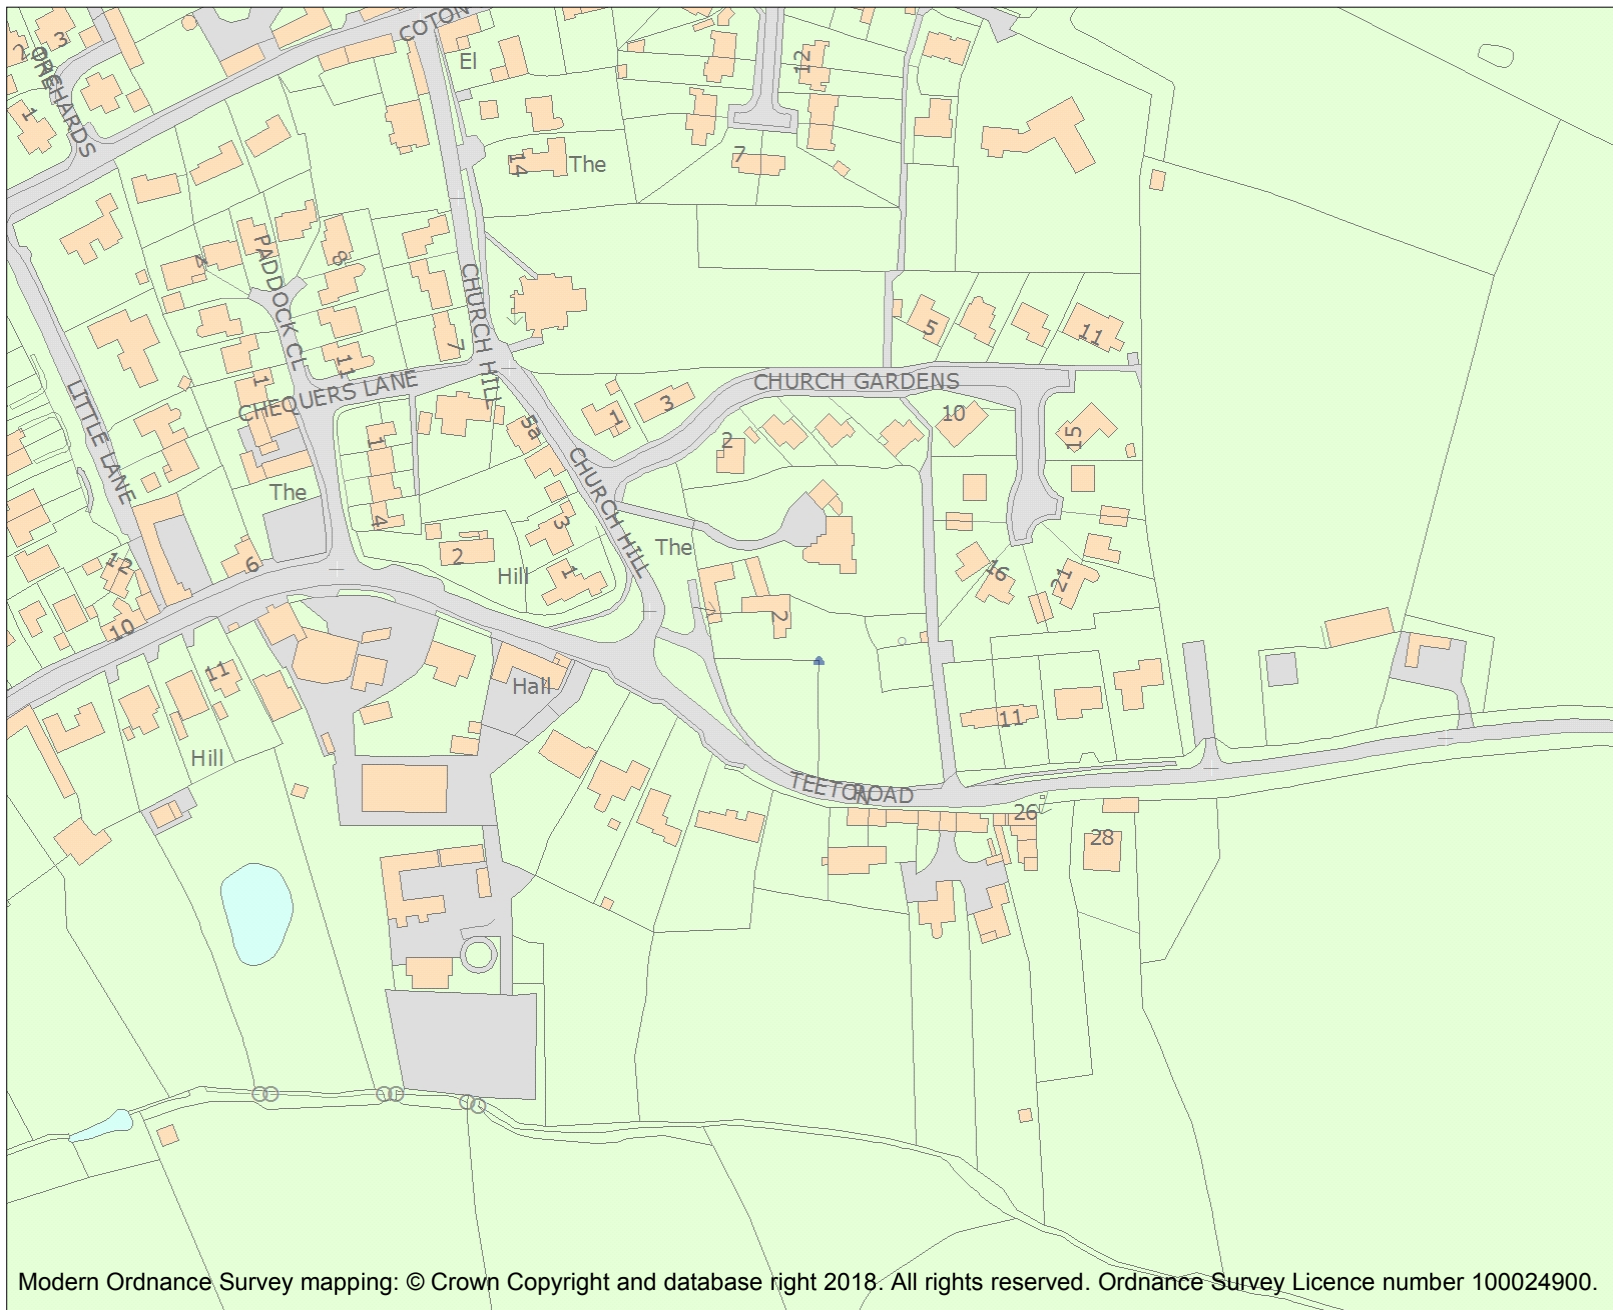 COTON
ORCHARDS
2
3
1
El
12
14
The
7
PADDOCK CL
4
8
CHURCH HILL
7
11
1
CHEQUERS LANE
LITTLE LANE
5
11
CHURCH GARDENS
1
3
5a
10
2
15
1
The
4
CHURCH HILL
3
2
Hill
1
The
12
6
10
16
21
2
11
Hall
Hill
11
TEETON ROAD
26
28
Modern Ordnance Survey mapping: © Crown Copyright and database right 2018. All rights reserved. Ordnance Survey Licence number 100024900.